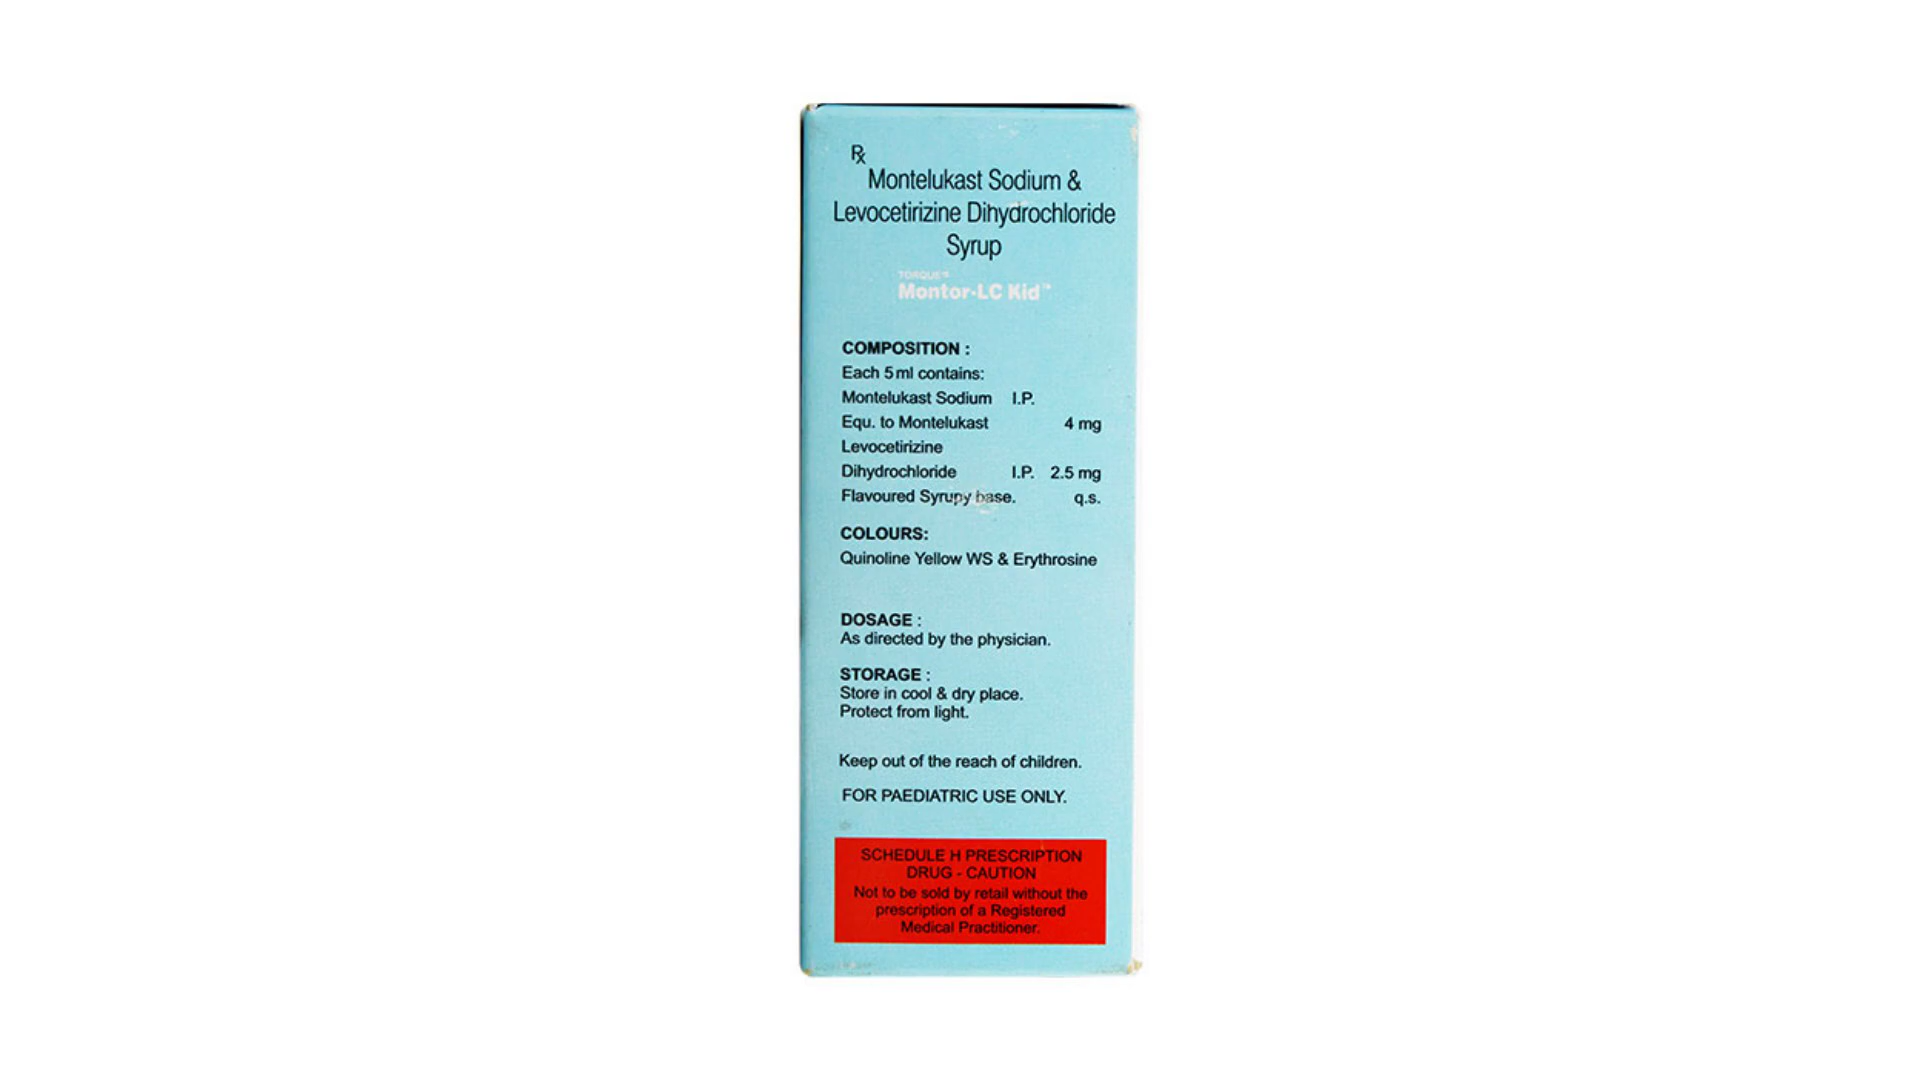 Rx
Montelukast Sodium &
Levocetirizine Dihydrochloride
Syrup
TORQUE'S
Montor-LC Kid™
COMPOSITION :
Each 5 ml contains:
Montelukast Sodium I.P.
Equ. to Montelukast 4 mg
Levocetirizine
Dihydrochloride I.P. 2.5 mg
Flavoured Syrupy base. q.s.
COLOURS:
Quinoline Yellow WS & Erythrosine
DOSAGE :
As directed by the physician.
STORAGE :
Store in cool & dry place.
Protect from light.
Keep out of the reach of children.
FOR PAEDIATRIC USE ONLY.
SCHEDULE H PRESCRIPTION
DRUG - CAUTION
Not to be sold by retail without the
prescription of a Registered
Medical Practitioner.